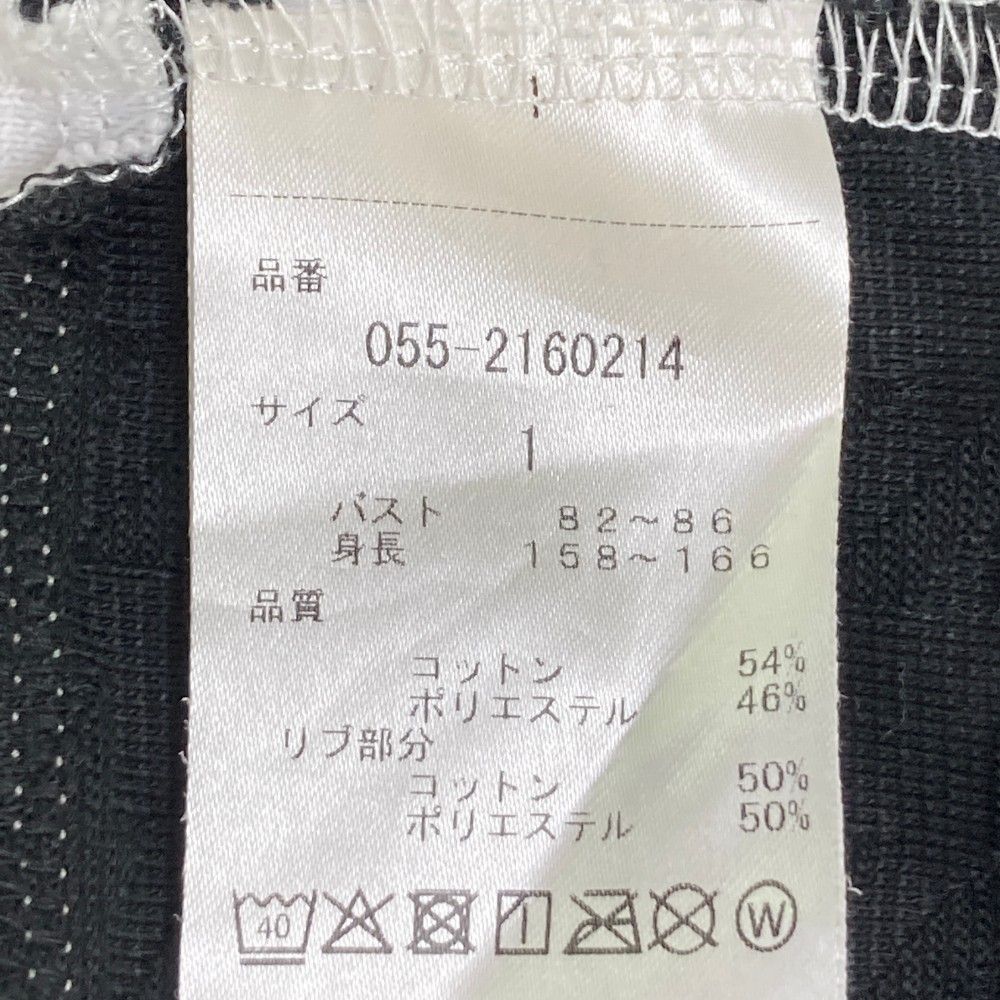 品番
055-2160214
サイズ
1
バスト 82～86
身長 158～166
品質
コットン 54%
ポリエステル 46%
リブ部分
コットン 50%
ポリエステル 50%
40 W